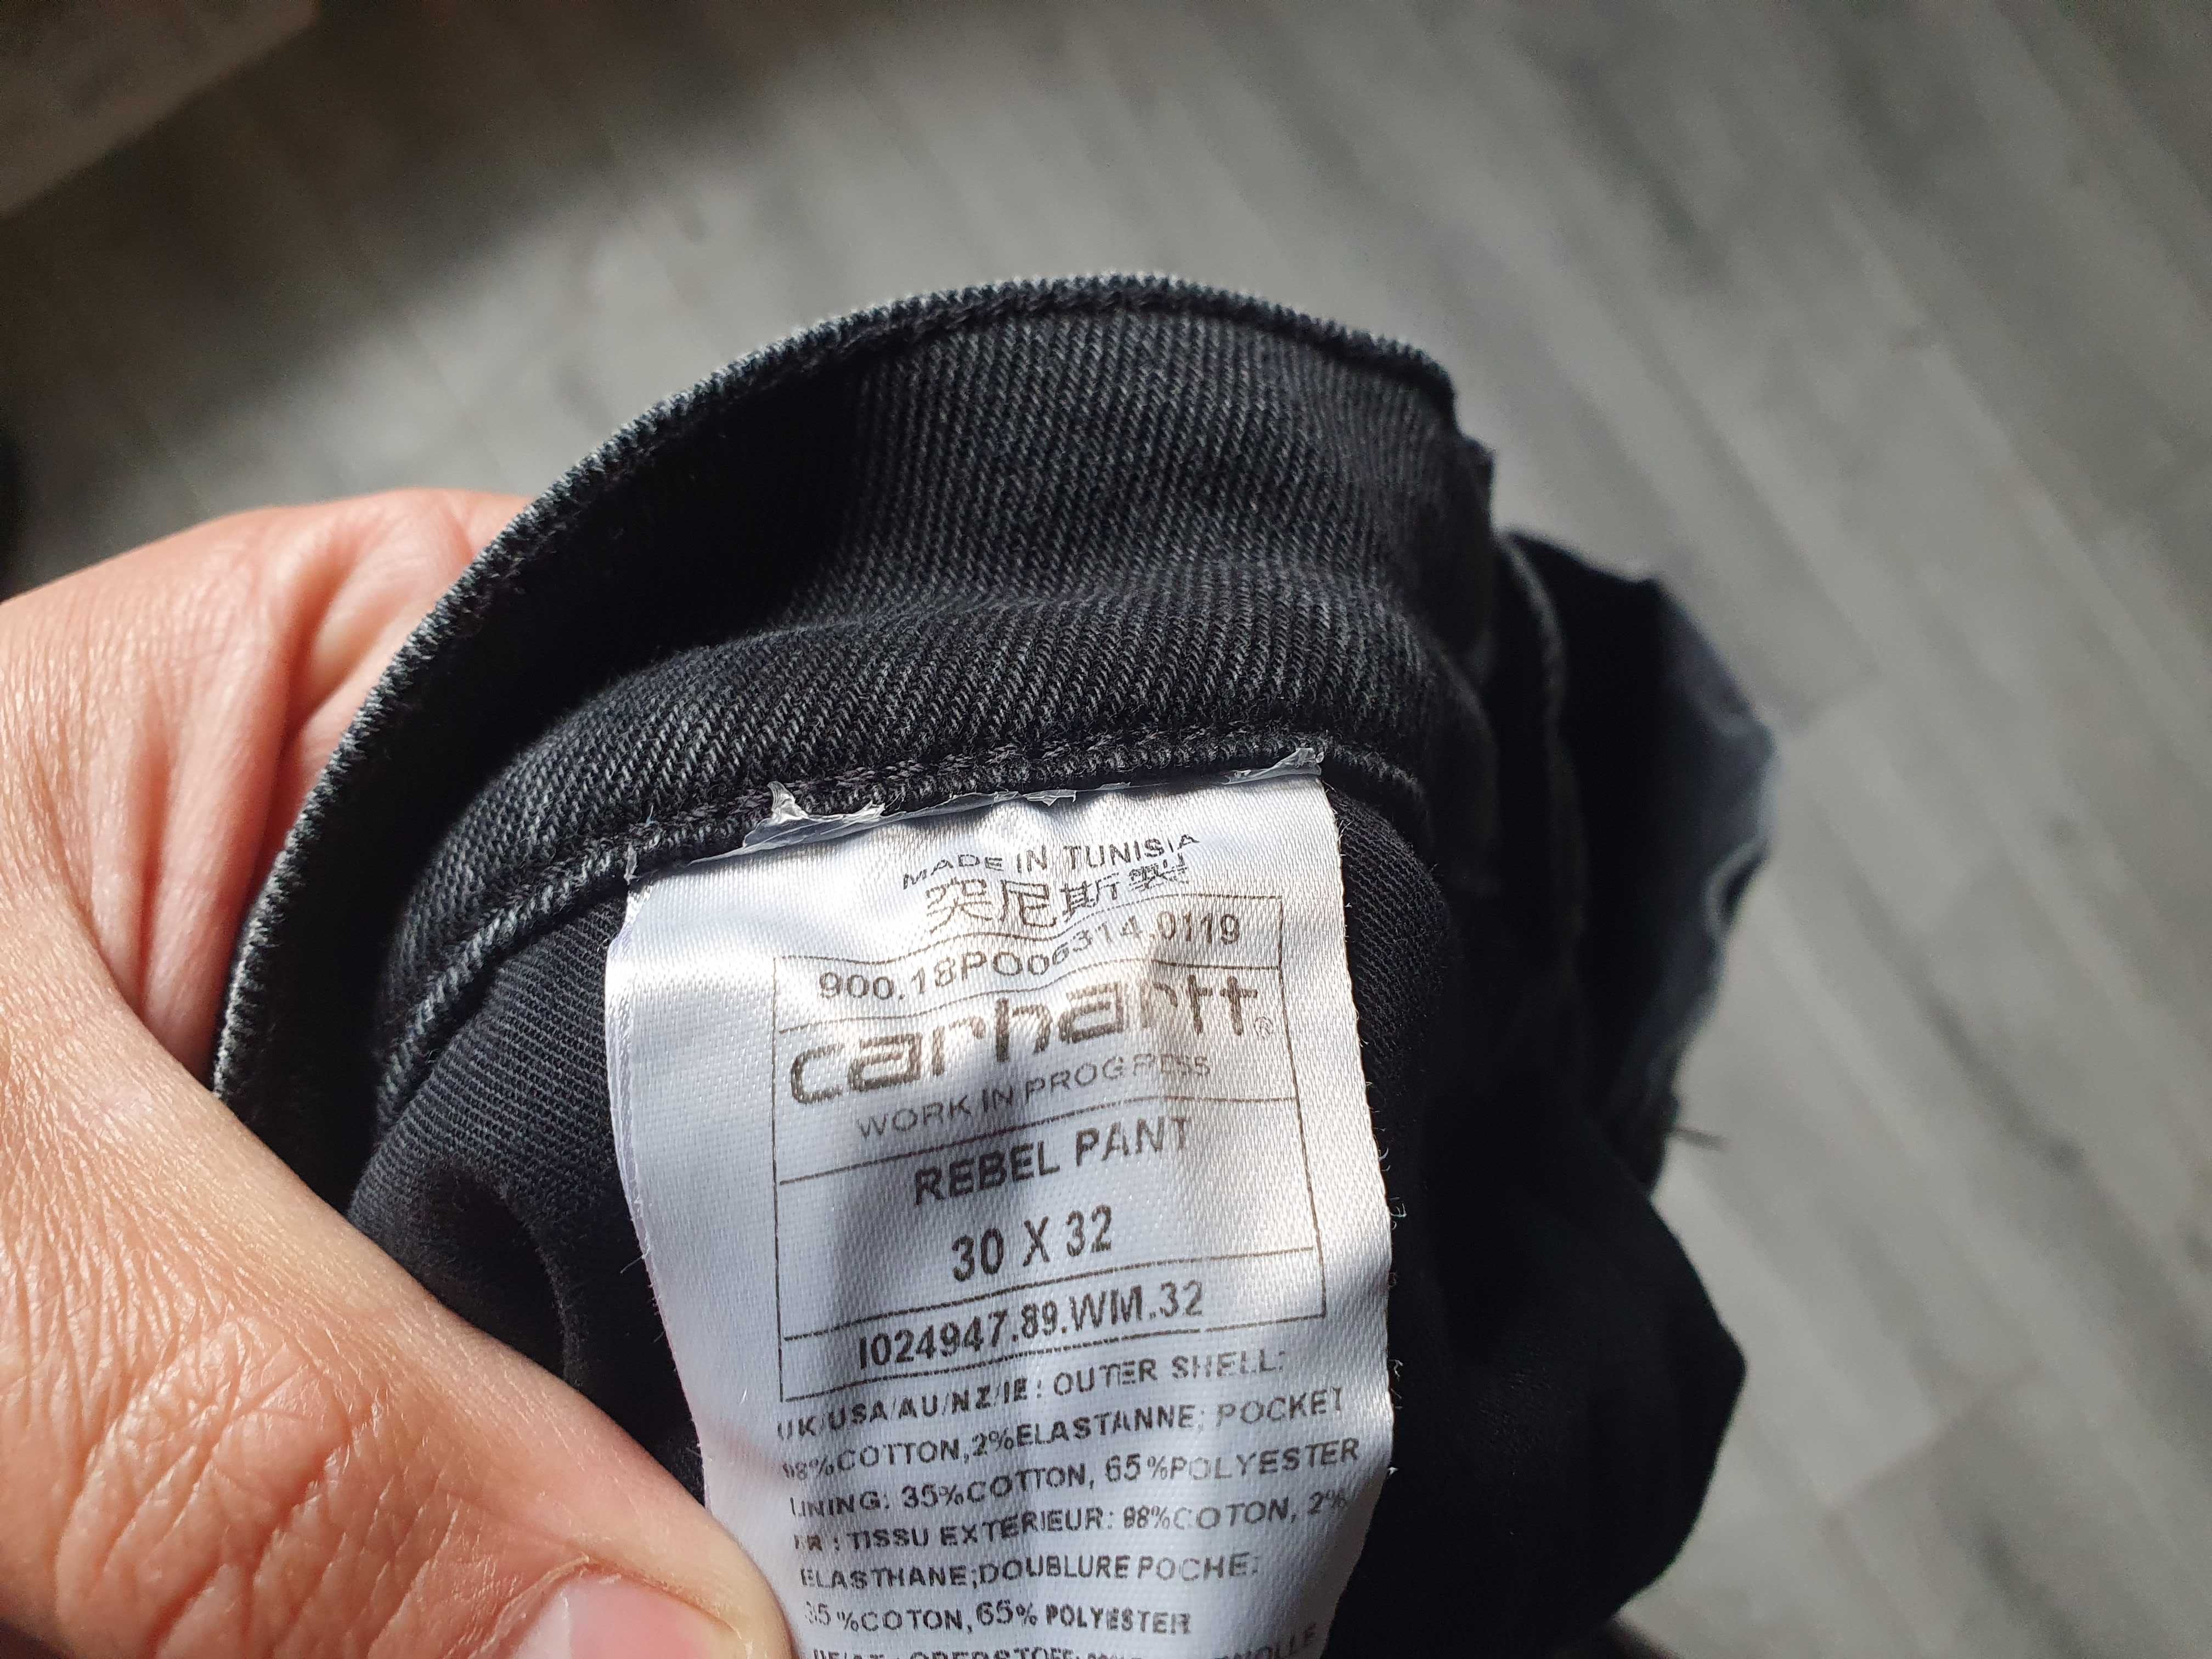 MADE IN TUNISIA
突尼斯製
900.18PO06314.0119
carhartt®
WORK IN PROGRESS
REBEL PANT
30 X 32
I024947.89.WM.32
UK/USA/AU/NZ/IE: OUTER SHELL:
98%COTTON,2%ELASTANNE; POCKET
LINING: 35%COTTON, 65%POLYESTER
FR: TISSU EXTERIEUR: 98%COTON, 2%
ELASTHANE;DOUBLURE POCHE:
35%COTON,65% POLYESTER